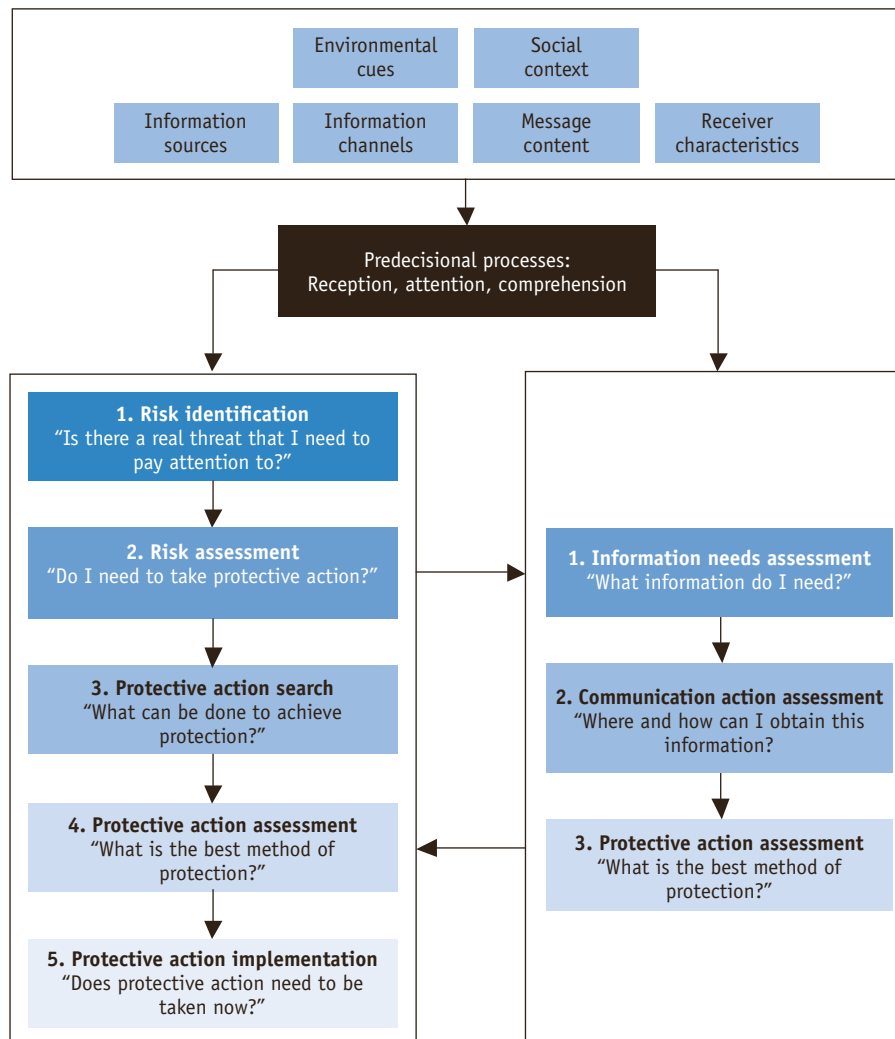 Environmental
cues
Social
context
Information
sources
Information
channels
Message
content
Receiver
characteristics
Predecisional processes:
Reception, attention, comprehension
1. Risk identification
“Is there a real threat that I need to
pay attention to?”
2. Risk assessment
“Do I need to take protective action?”
3. Protective action search
“What can be done to achieve
protection?”
4. Protective action assessment
“What is the best method of
protection?”
5. Protective action implementation
“Does protective action need to be
taken now?”
1. Information needs assessment
“What information do I need?”
2. Communication action assessment
“Where and how can I obtain this
information?
3. Protective action assessment
“What is the best method of
protection?”